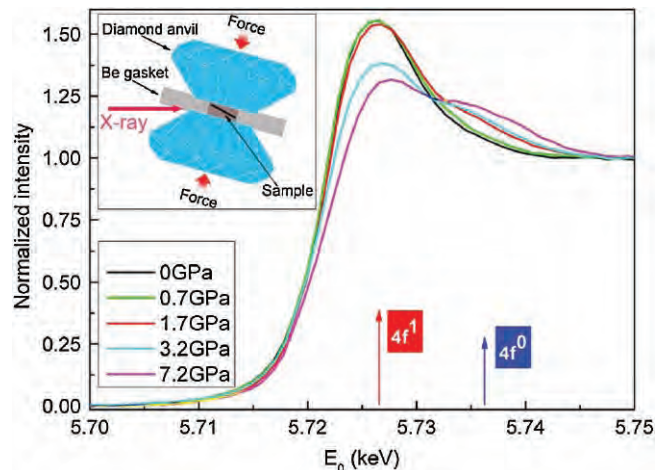 Diamond anvil
Force
Be gasket
X-ray
Sample
Force
0GPa
0.7GPa
1.7GPa
3.2GPa
7.2GPa
4f¹
4f⁰
1.50
1.25
1.00
0.75
0.50
0.25
0.00
Normalized intensity
5.70
5.71
5.72
5.73
5.74
5.75
E₀ (keV)